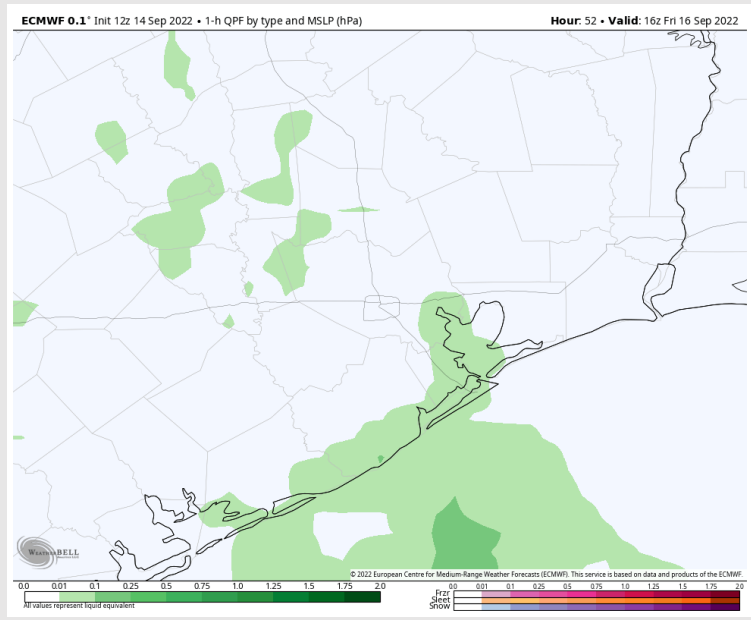 ECMWF 0.1° Init 12z 14 Sep 2022 • 1-h QPF by type and MSLP (hPa)
Hour: 52 • Valid: 16z Fri 16 Sep 2022
WeatherBELL
© 2022 European Centre for Medium-Range Weather Forecasts (ECMWF). This service is based on data and products of the ECMWF.
0.0 0.01 0.1 0.25 0.5 0.75 1.0 1.25 1.5 1.75 2.0
All values represent liquid equivalent
0.0 0.01 0.1 0.25 0.5 0.75 1.0 1.25 1.5 1.75 2.0
Frzr
Sleet
Snow